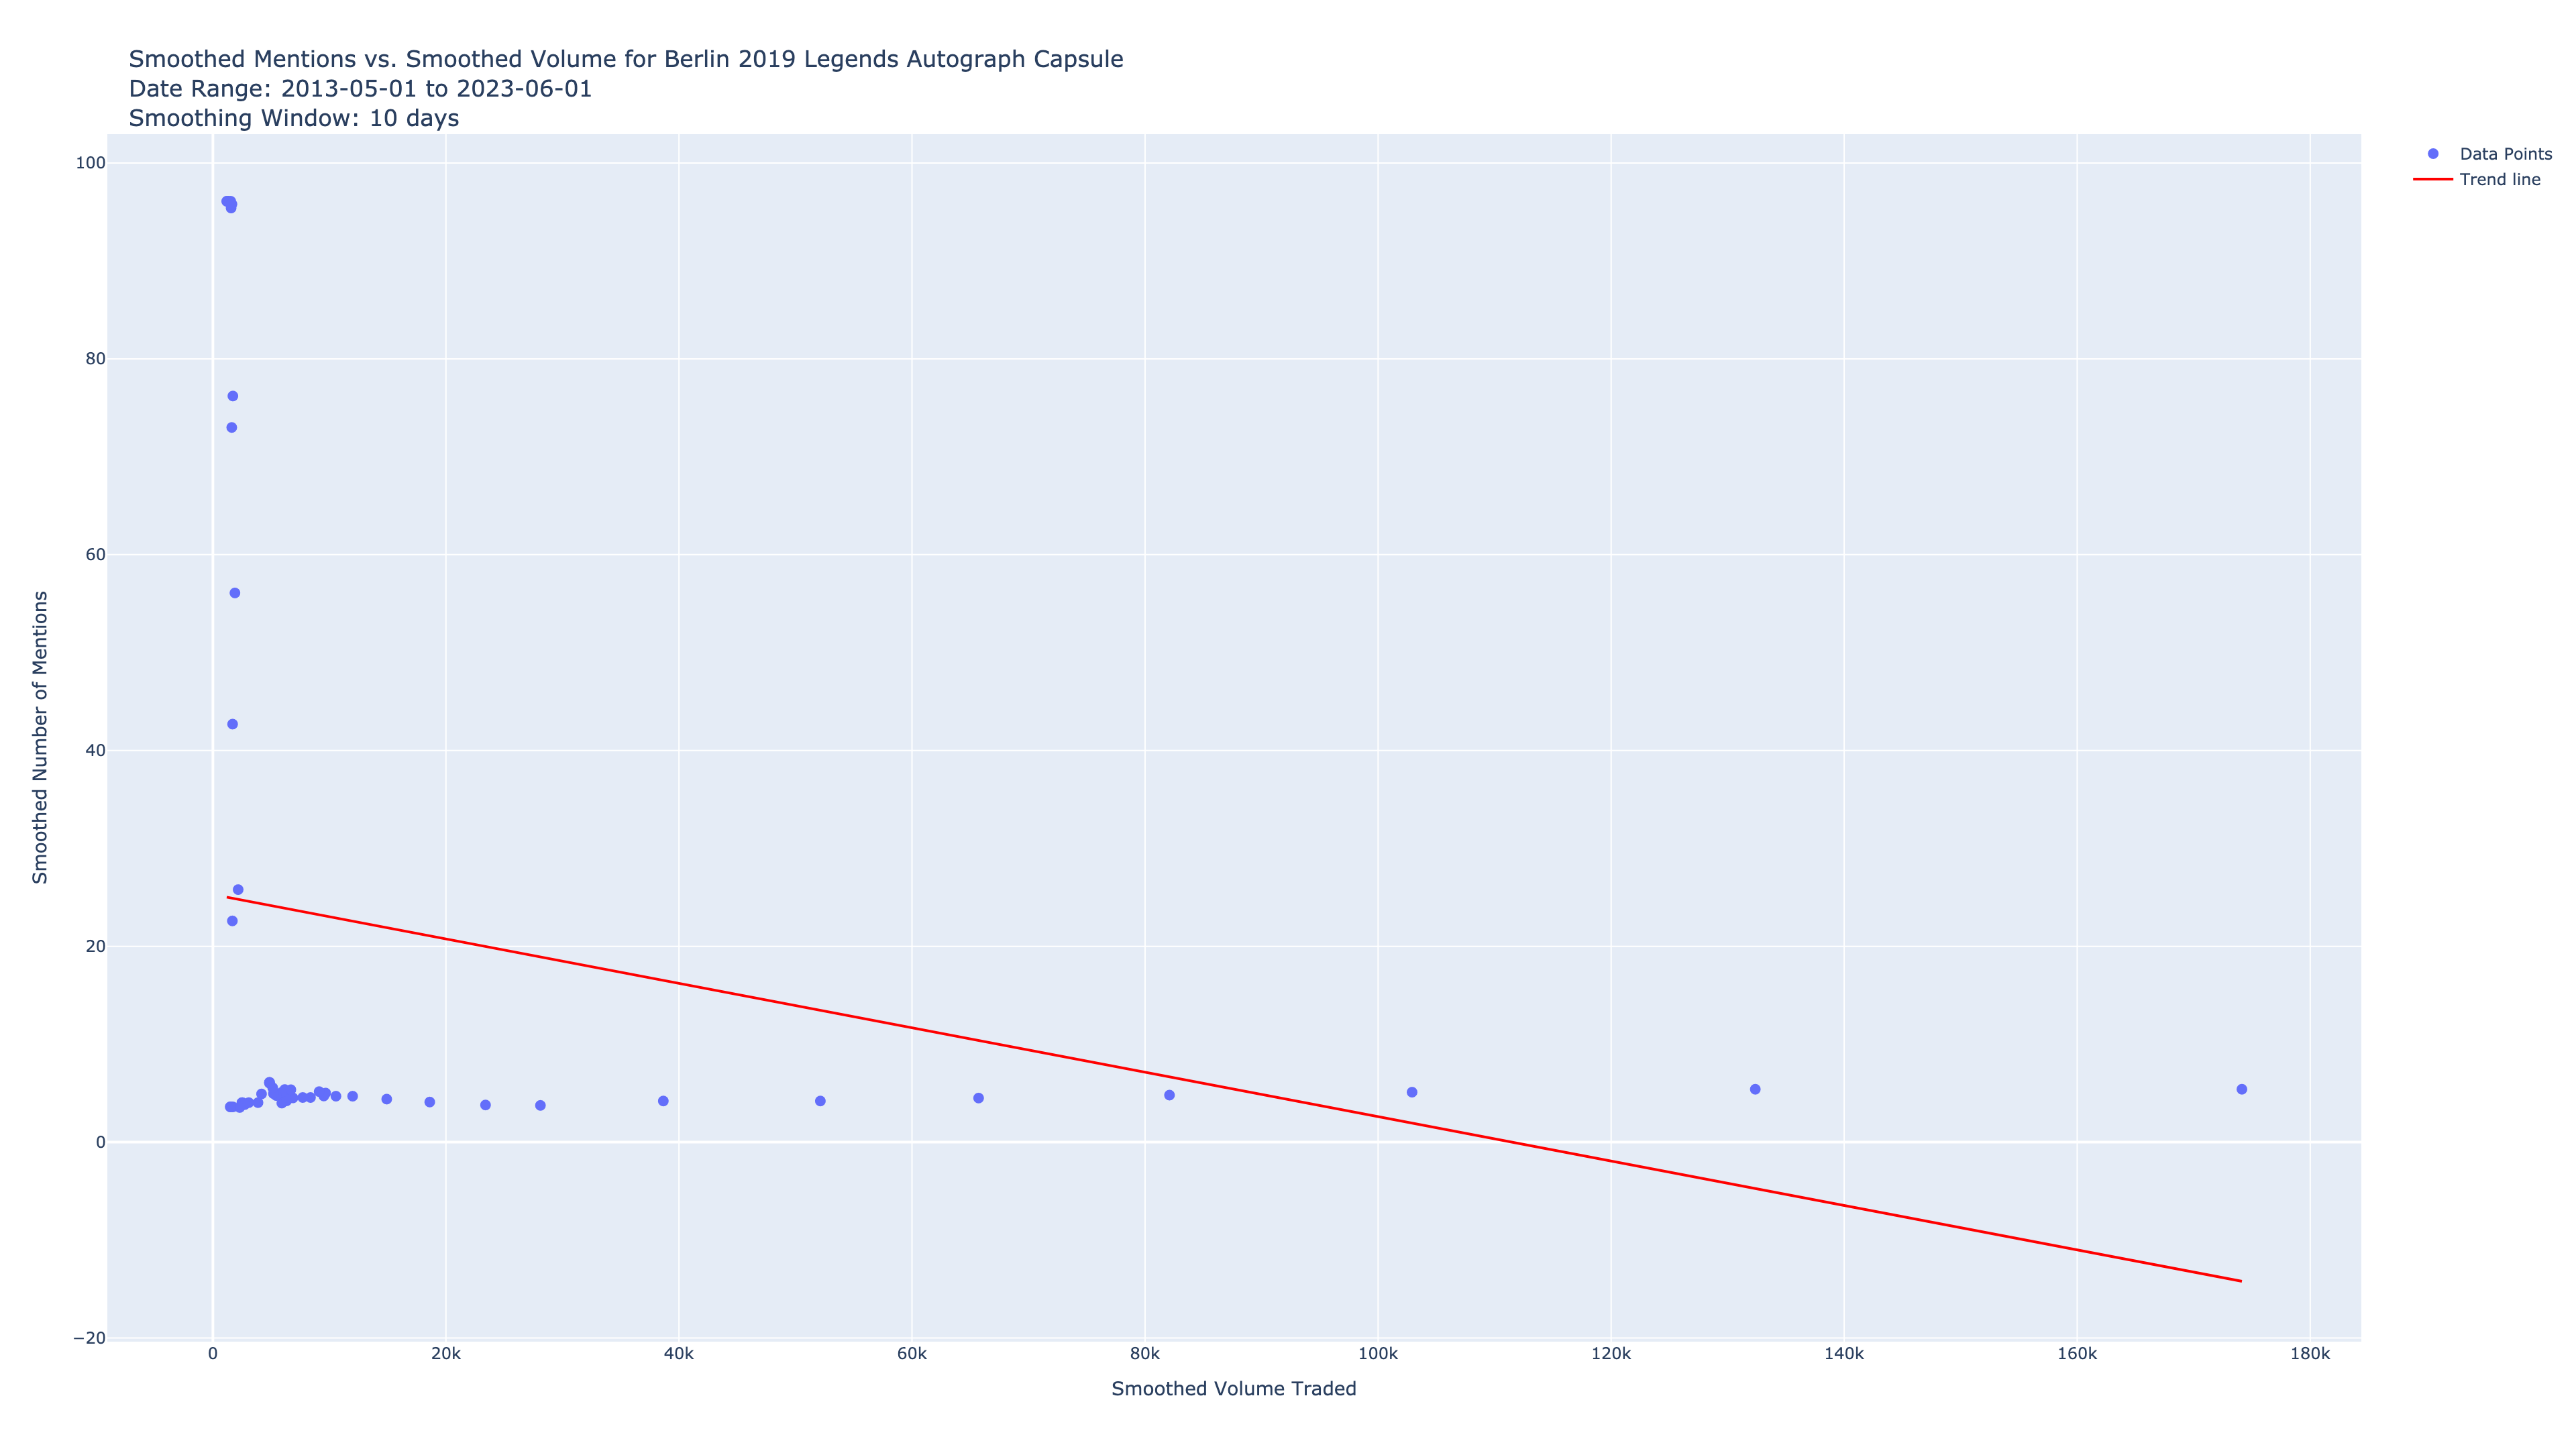 Smoothed Mentions vs. Smoothed Volume for Berlin 2019 Legends Autograph Capsule
Date Range: 2013-05-01 to 2023-06-01
Smoothing Window: 10 days
Data Points
Trend line
100
80
60
40
20
0
−20
Smoothed Number of Mentions
0
20k
40k
60k
80k
100k
120k
140k
160k
180k
Smoothed Volume Traded